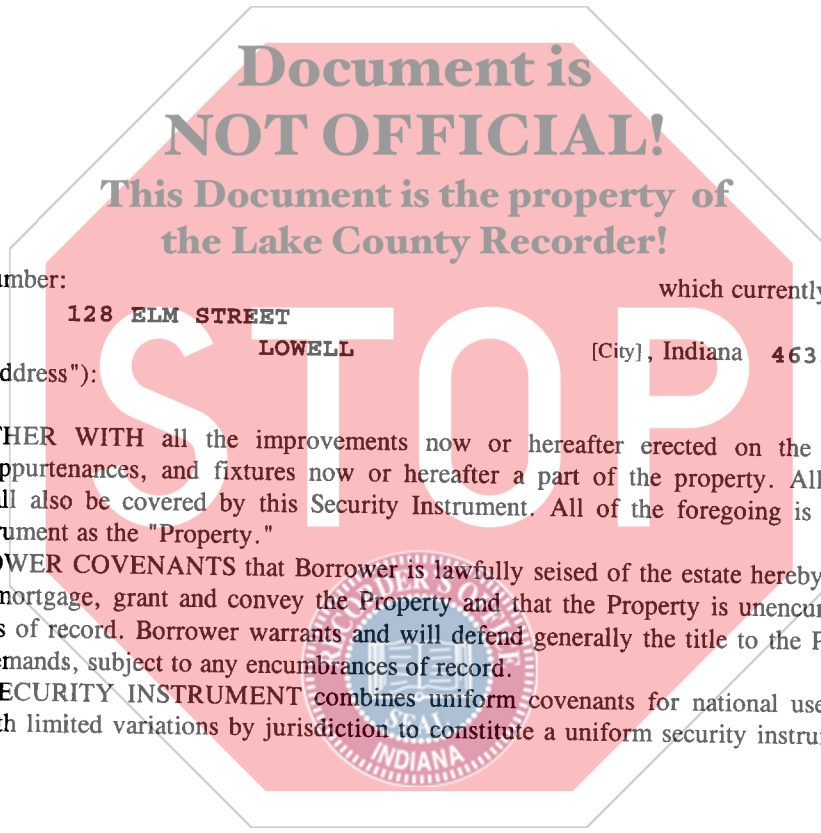 Document is
NOT OFFICIAL!
This Document is the property of
the Lake County Recorder!
umber:
which currently
128 ELM STREET
LOWELL [City], Indiana 463
ddress"):
THER WITH all the improvements now or hereafter erected on the
ppurtenances, and fixtures now or hereafter a part of the property. All
ll also be covered by this Security Instrument. All of the foregoing is
rument as the "Property."
OWER COVENANTS that Borrower is lawfully seised of the estate hereby
mortgage, grant and convey the Property and that the Property is unencum
s of record. Borrower warrants and will defend generally the title to the P
emands, subject to any encumbrances of record.
ECURITY INSTRUMENT combines uniform covenants for national use
th limited variations by jurisdiction to constitute a uniform security instru
STOP
RECORDER'S OFFICE
SEAL
INDIANA